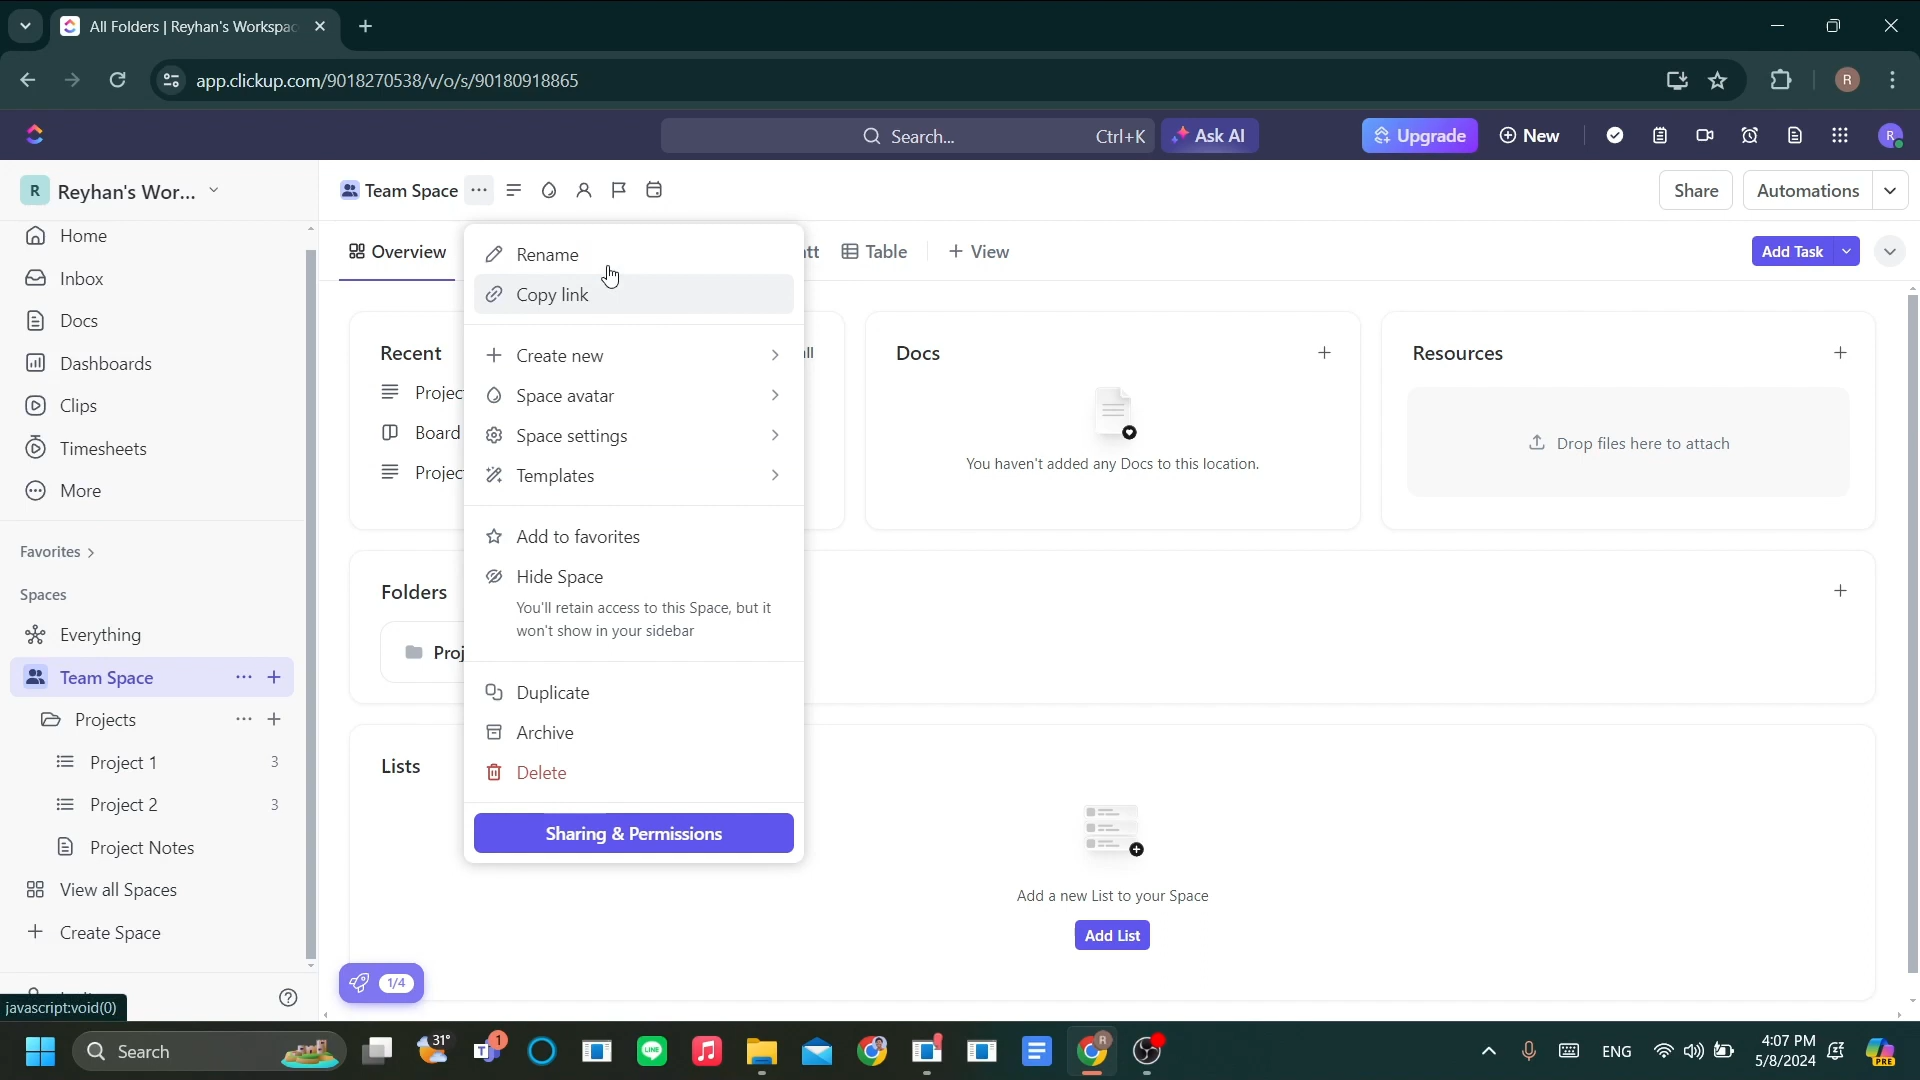 All Folders | Reyhan's Workspac
app.clickup.com/9018270538/v/o/s/90180918865
R
Search...
Ctrl+K
Ask AI
Upgrade
New
R
R
Reyhan's Wor...
Team Space
Share
Automations
Home
Inbox
Docs
Dashboards
Clips
Timesheets
More
Favorites
Spaces
Everything
Team Space
Projects
Project 1
3
Project 2
3
Project Notes
View all Spaces
Create Space
javascript:void(0)
Overview
Table
+ View
Add Task
Rename
Copy link
Create new
Space avatar
Space settings
Templates
Add to favorites
Hide Space
You'll retain access to this Space, but it
won't show in your sidebar
Duplicate
Archive
Delete
Sharing & Permissions
Recent
Projec
Board
Projec
Docs
You haven't added any Docs to this location.
Resources
Drop files here to attach
Folders
Proj
Lists
Add a new List to your Space
Add List
1/4
Search
31°
1
LINE
R
ENG
4:07 PM
5/8/2024
PRE